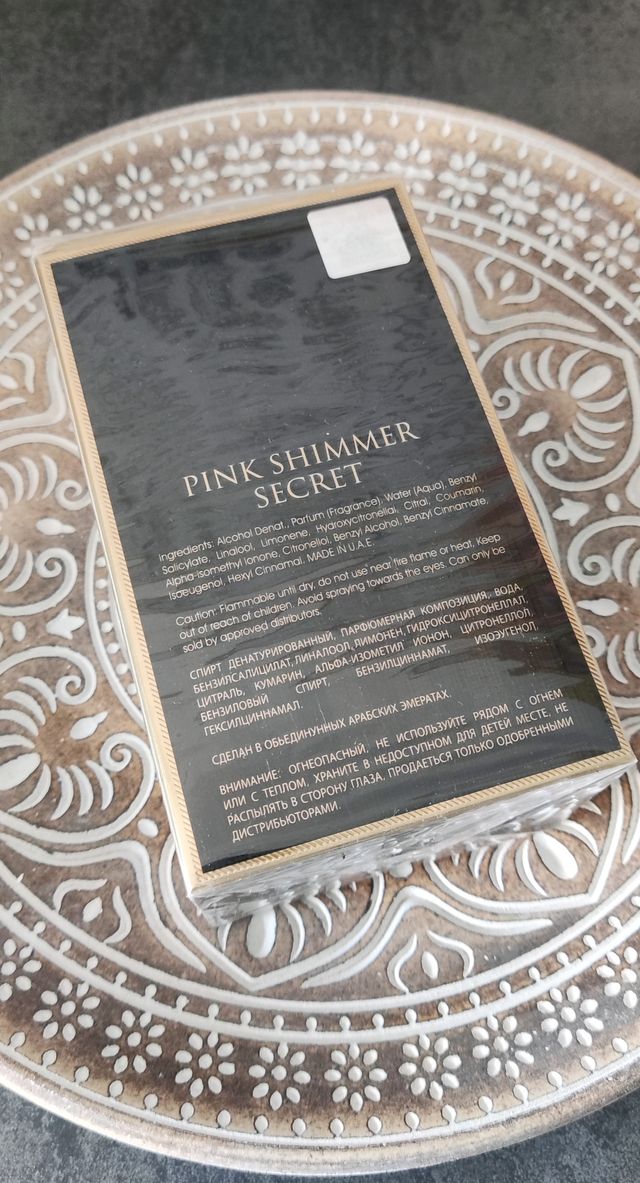 PINK SHIMMER
SECRET
Ingredients: Alcohol Denat., Parfum (Fragrance), Water (Aqua), Benzyl
Salicylate, Linalool, Limonene, Hydroxycitronellal, Citral, Coumarin,
Alpha-isomethyl Ionone, Citronellol, Benzyl Alcohol, Benzyl Cinnamate,
Isoeugenol, Hexyl Cinnamal. MADE IN U.A.E.
Caution: Flammable until dry, do not use near fire flame or heat, Keep
out of reach of children. Avoid spraying towards the eyes. Can only be
sold by approved distributors.
СПИРТ ДЕНАТУРИРОВАННЫЙ, ПАРФЮМЕРНАЯ КОМПОЗИЦИЯ, ВОДА,
БЕНЗИЛСАЛИЦИЛАТ, ЛИНАЛООЛ, ЛИМОНЕН, ГИДРОКСИЦИТРОНЕЛЛАТ,
ЦИТРАЛЬ, КУМАРИН, АЛЬФА-ИЗОМЕТИЛ ИОНОН, ЦИТРОНЕЛЛОЛ
БЕНЗИЛОВЫЙ СПИРТ, БЕНЗИЛЦИННАМАТ, ИЗОЭУГЕНОЛ,
ГЕКСИЛЦИННАМАЛ.
СДЕЛАН В ОБЬЕДИНУННЫХ АРАБСКИХ ЭМЕРАТАХ.
ВНИМАНИЕ: ОГНЕОПАСНЫЙ, НЕ ИСПОЛЬЗУЙТЕ РЯДОМ С ОГНЕМ
ИЛИ С ТЕПЛОМ, ХРАНИТЕ В НЕДОСТУПНОМ ДЛЯ ДЕТЕЙ МЕСТЕ, НЕ
РАСПЫЛЯТЬ В СТОРОНУ ГЛАЗА, ПРОДАЕТЬСЯ ТОЛЬКО ОДОБРЕННЫМИ
ДИСТРИБЬЮТОРАМИ.